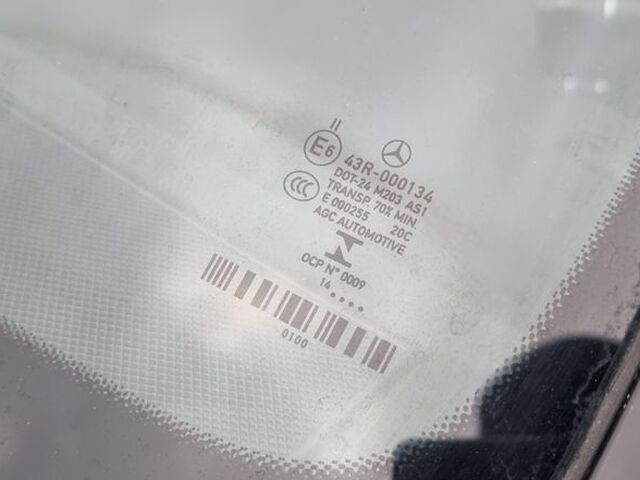 II
E6 43R-000134
DOT-24 M203 AS1
TRANSP. 70% MIN.
E 000255 20C
AGC AUTOMOTIVE
OCP N° 0009
14 ....
0100